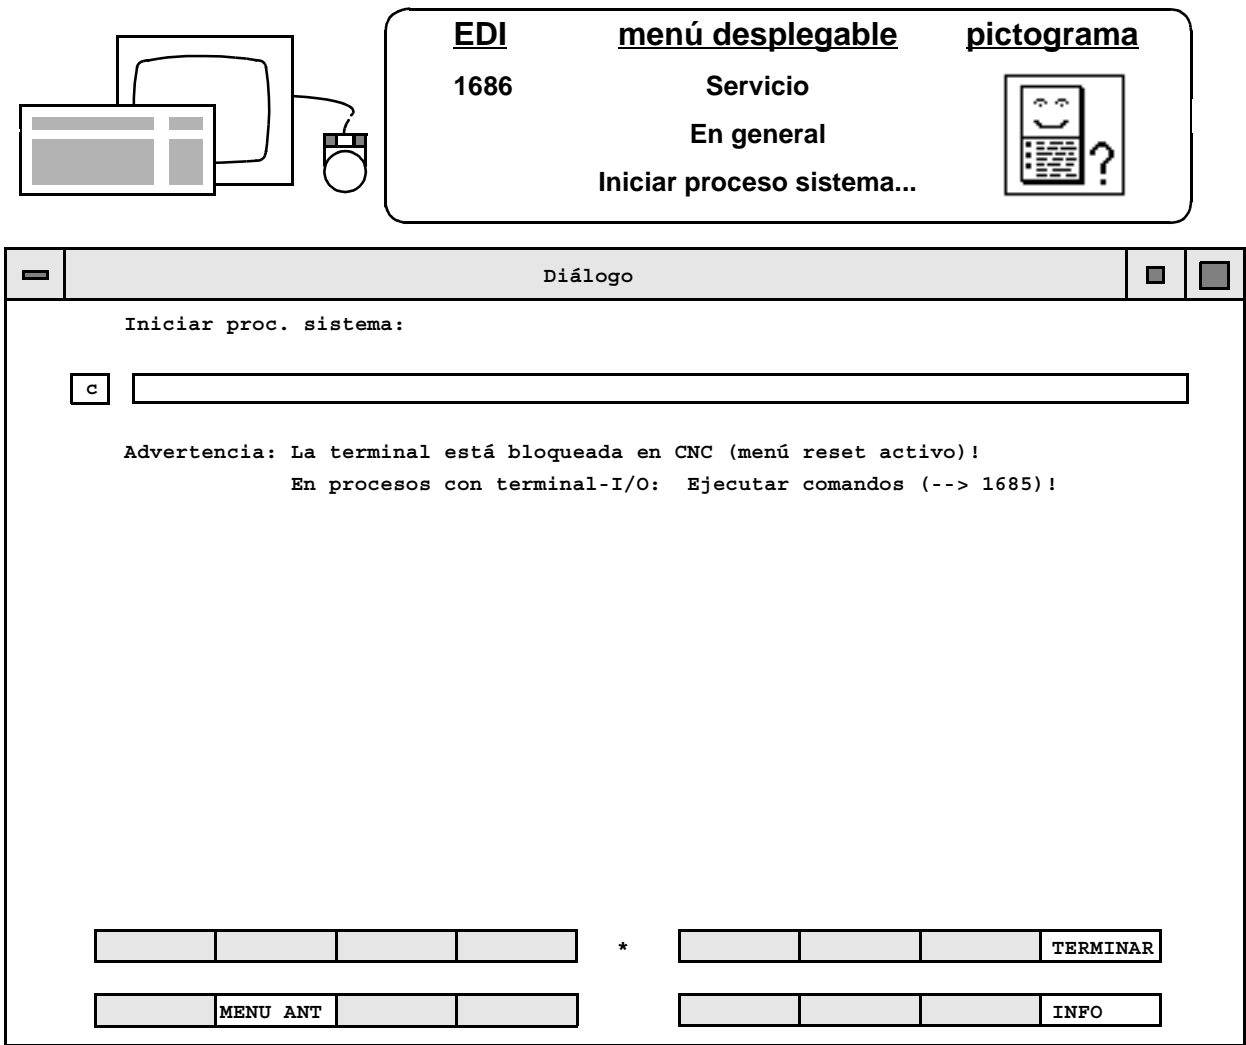 EDI menú desplegable pictograma
1686 Servicio
En general
Iniciar proceso sistema...
?
Diálogo
Iniciar proc. sistema:
c
Advertencia: La terminal está bloqueada en CNC (menú reset activo)!
En procesos con terminal-I/O: Ejecutar comandos (--> 1685)!
* TERMINAR
MENU ANT INFO